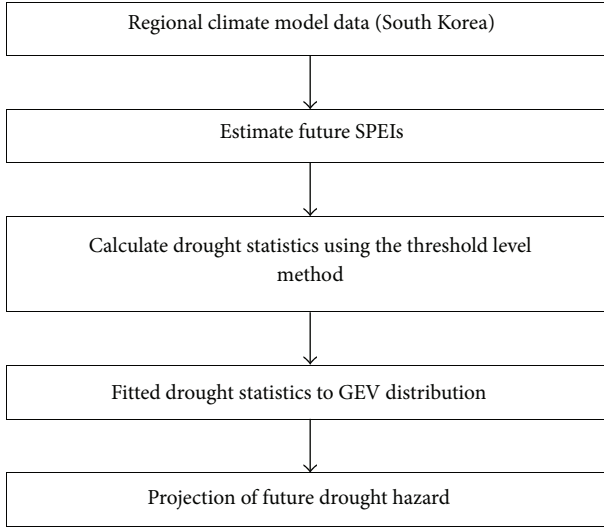 Regional climate model data (South Korea)
Estimate future SPEIs
Calculate drought statistics using the threshold level
method
Fitted drought statistics to GEV distribution
Projection of future drought hazard